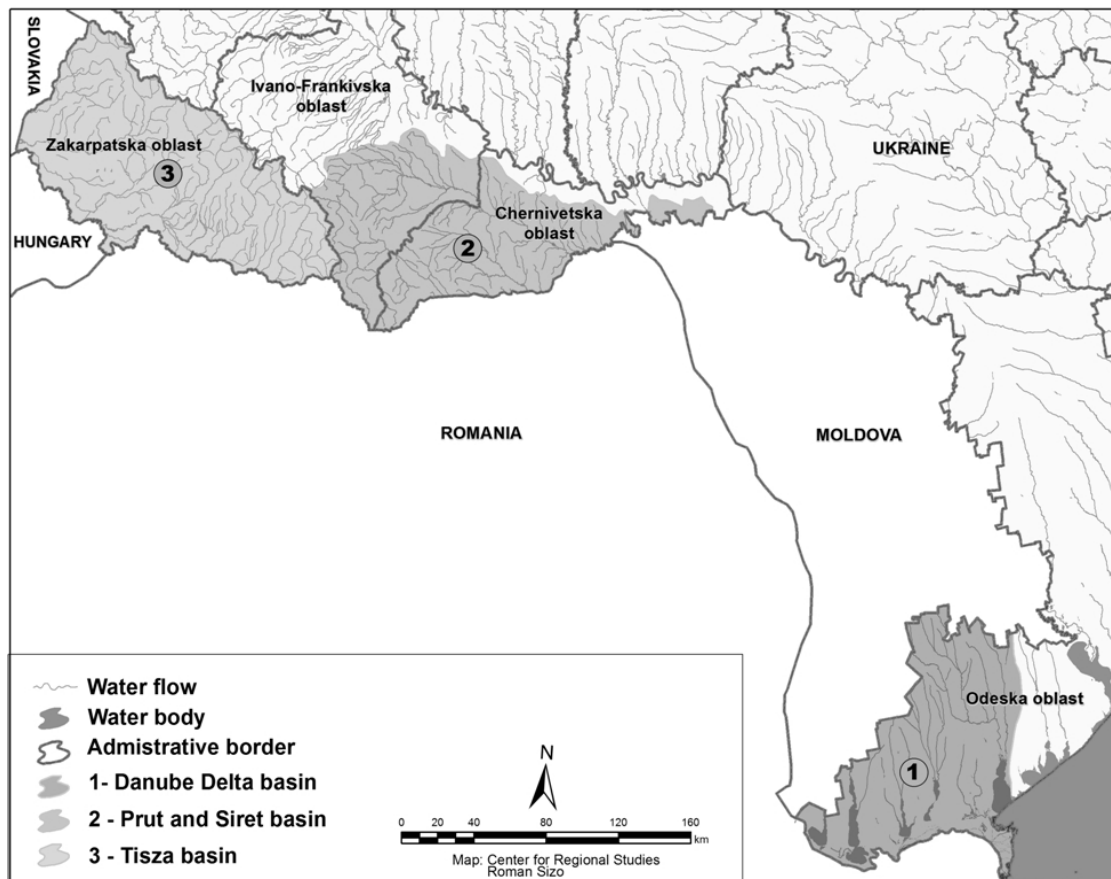 SLOVAKIA
Ivano-Frankivska
oblast
Zakarpatska oblast
3
UKRAINE
HUNGARY
Chernivetska
oblast
2
ROMANIA
MOLDOVA
Odeska oblast
1
Water flow
Water body
Admistrative border
1- Danube Delta basin
2 - Prut and Siret basin
3 - Tisza basin
N
0 20 40 80 120 160
km
Map: Center for Regional Studies
Roman Sizo